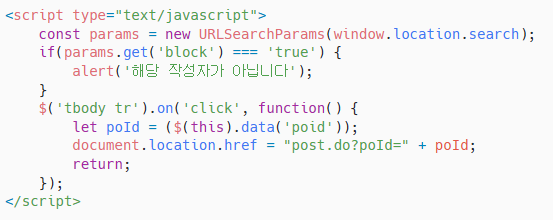 <script type="text/javascript">
    const params = new URLSearchParams(window.location.search);
    if(params.get('block') === 'true') {
        alert('해당 작성자가 아닙니다');
    }
    $('tbody tr').on('click', function() {
        let poId = ($(this).data('poid'));
        document.location.href = "post.do?poId=" + poId;
        return;
    });
</script>